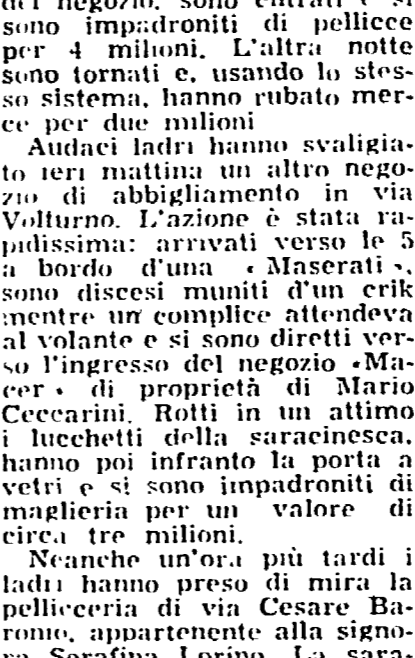 del negozio, sono entrati e si
sono impadroniti di pellicce
per 4 milioni. L'altra notte
sono tornati e, usando lo stes-
so sistema, hanno rubato mer-
ce per due milioni
Audaci ladri hanno svaligia-
to ieri mattina un altro nego-
zio di abbigliamento in via
Volturno. L'azione è stata ra-
pidissima: arrivati verso le 5
a bordo d'una « Maserati »,
sono discesi muniti d'un crik
mentre un complice attendeva
al volante e si sono diretti ver-
so l'ingresso del negozio «Ma-
cer » di proprietà di Mario
Ceccarini. Rotti in un attimo
i lucchetti della saracinesca,
hanno poi infranto la porta a
vetri e si sono impadroniti di
maglieria per un valore di
circa tre milioni.
Neanche un'ora più tardi i
ladri hanno preso di mira la
pellicceria di via Cesare Ba-
ronio, appartenente alla signo-
ra Serafina Lorino. La sara-